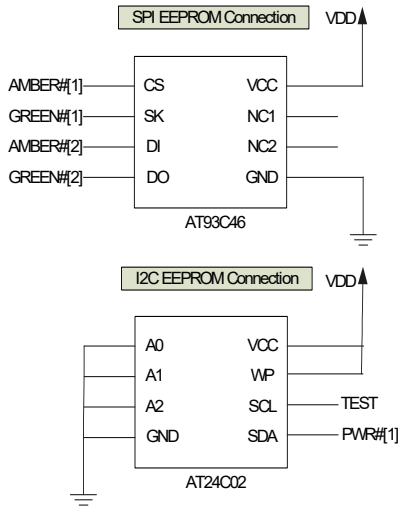 SPI EEPROM Connection VDD
AMBER#[1] CS VCC
GREEN#[1] SK NC1
AMBER#[2] DI NC2
GREEN#[2] DO GND
AT93C46
I2C EEPROM Connection VDD
A0 VCC
A1 WP
A2 SCL TEST
GND SDA PWR#[1]
AT24C02